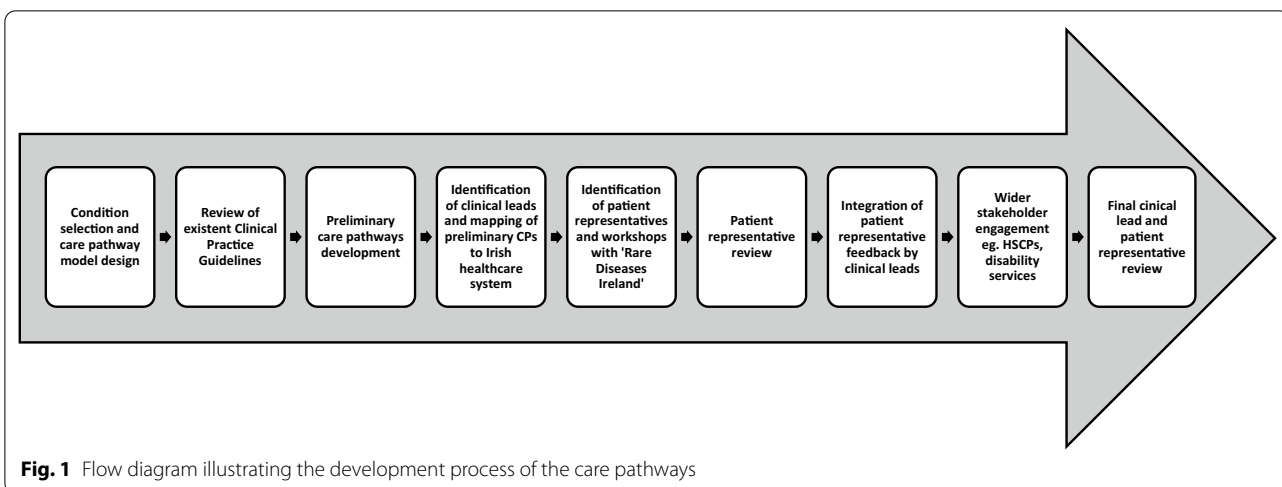 Condition
selection and
care pathway
model design
Review of
existent Clinical
Practice
Guidelines
Preliminary
care pathways
development
Identification
of clinical leads
and mapping of
preliminary CPs
to Irish
healthcare
system
Identification
of patient
representatives
and workshops
with 'Rare
Diseases
Ireland'
Patient
representative
review
Integration of
patient
representative
feedback by
clinical leads
Wider
stakeholder
engagement
eg. HSCPs,
disability
services
Final cinical
lead and
patient
representative
review
Fig. 1 Flow diagram illustrating the development process of the care pathways